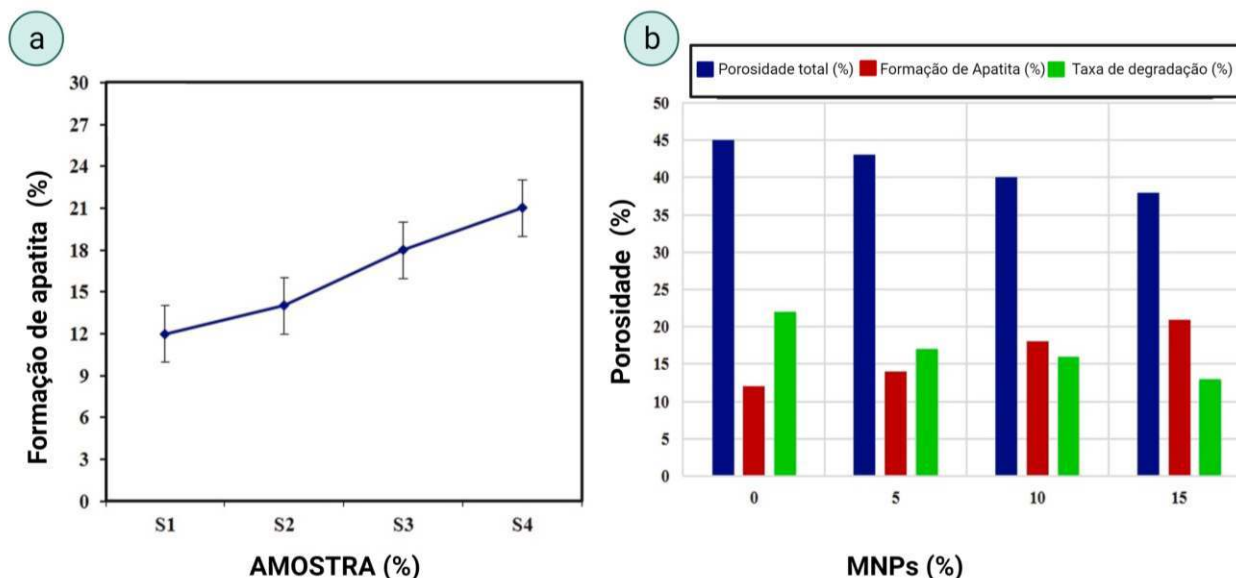 a
Formação de apatita (%)
30
27
24
21
18
15
12
9
6
3
0
S1 S2 S3 S4
AMOSTRA (%)
b
Porosidade total (%) Formação de Apatita (%) Taxa de degradação (%)
Porosidade (%)
50
45
40
35
30
25
20
15
10
5
0
0 5 10 15
MNPs (%)